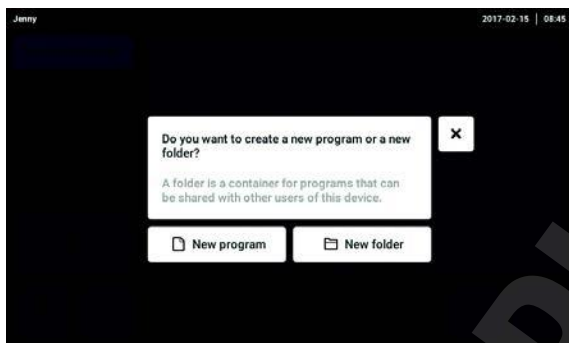 Jenny 2017-02-15 | 08:45
Do you want to create a new program or a new
folder?
A folder is a container for programs that can
be shared with other users of this device.
New program New folder